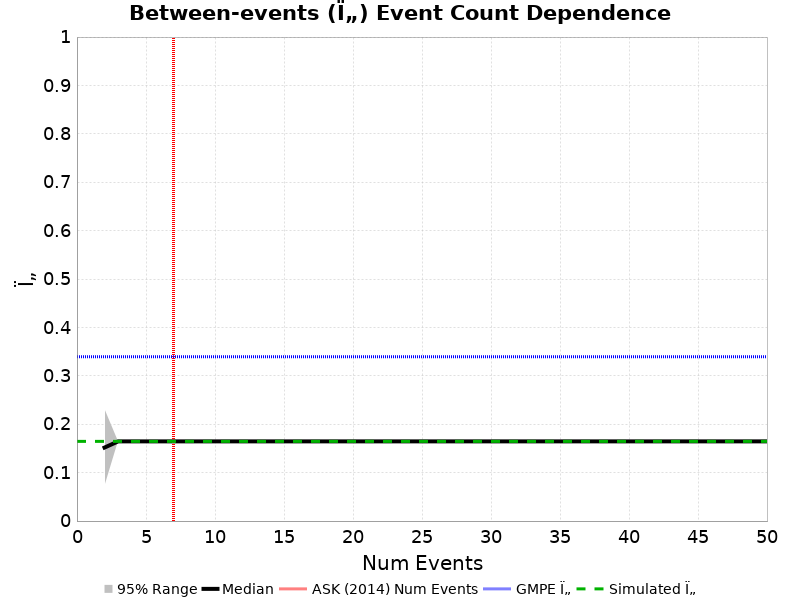 Between-events (Ï„) Event Count Dependence
1
0.9
0.8
0.7
0.6
0.5
0.4
0.3
0.2
0.1
0
Ï„
0 5 10 15 20 25 30 35 40 45 50
Num Events
95% Range Median ASK (2014) Num Events GMPE Ï„ Simulated Ï„